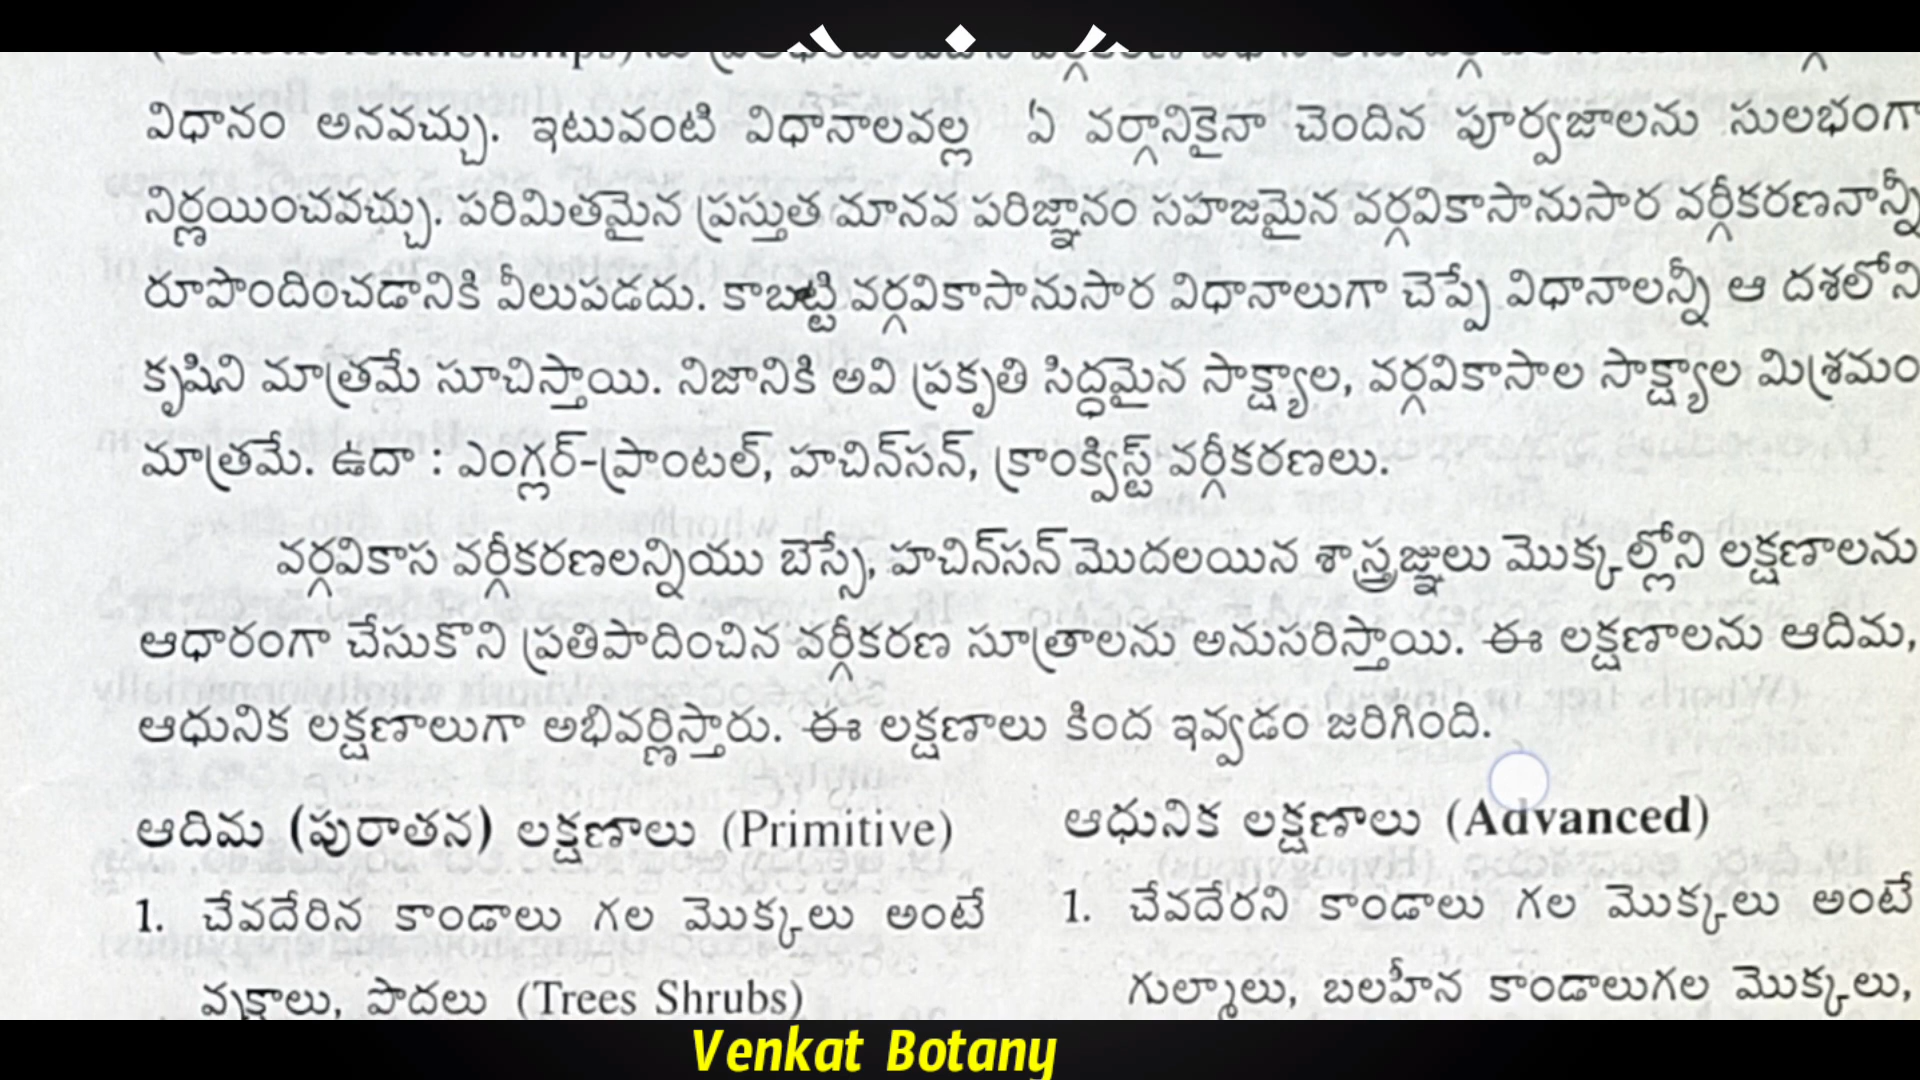 విధానం అనవచ్చు. ఇటువంటి విధానాలవల్ల ఏ వర్గానికైనా చెందిన పూర్వజాలను సులభంగా
నిర్ణయించవచ్చు. పరిమితమైన ప్రస్తుత మానవ పరిజ్ఞానం సహజమైన వర్గవికాసానుసార వర్గీకరణనాన్నీ
రూపొందించడానికి వీలుపడదు. కాబట్టి వర్గవికాసానుసార విధానాలుగా చెప్పే విధానాలన్నీ ఆ దశలోని
కృషిని మాత్రమే సూచిస్తాయి. నిజానికి అవి ప్రకృతి సిద్ధమైన సాక్ష్యాల, వర్గవికాసాల సాక్ష్యాల మిశ్రమం
మాత్రమే. ఉదా : ఎంగ్లర్-ప్రాంటల్, హచిన్‌సన్, క్రాంక్విస్ట్ వర్గీకరణలు.
వర్గవికాస వర్గీకరణలన్నియు బెస్సే, హచిన్‌సన్ మొదలయిన శాస్త్రజ్ఞులు మొక్కల్లోని లక్షణాలను
ఆధారంగా చేసుకొని ప్రతిపాదించిన వర్గీకరణ సూత్రాలను అనుసరిస్తాయి. ఈ లక్షణాలను ఆదిమ,
ఆధునిక లక్షణాలుగా అభివర్ణిస్తారు. ఈ లక్షణాలు కింద ఇవ్వడం జరిగింది.
ఆదిమ (పురాతన) లక్షణాలు (Primitive)
1. చేవదేరిన కాండాలు గల మొక్కలు అంటే
వృక్షాలు, పొదలు (Trees Shrubs)
ఆధునిక లక్షణాలు (Advanced)
1. చేవదేరని కాండాలు గల మొక్కలు అంటే
గుల్మాలు, బలహీన కాండాలుగల మొక్కలు,
Venkat Botany